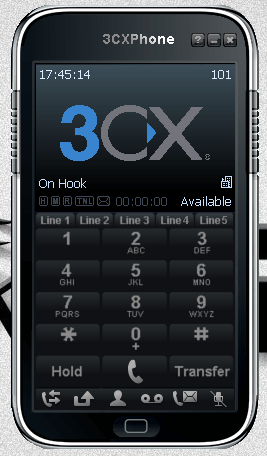 3CXPhone ? - x
17:45:14 101
3CX
On Hook
H M R TNL 00:00:00 Available
Line 1 Line 2 Line 3 Line4 Line5
1 2 3
ABC DEF
4 5 6
GHI JKL MNO
7 8 9
PQRS TUV WXYZ
* 0 #
+
Hold Transfer